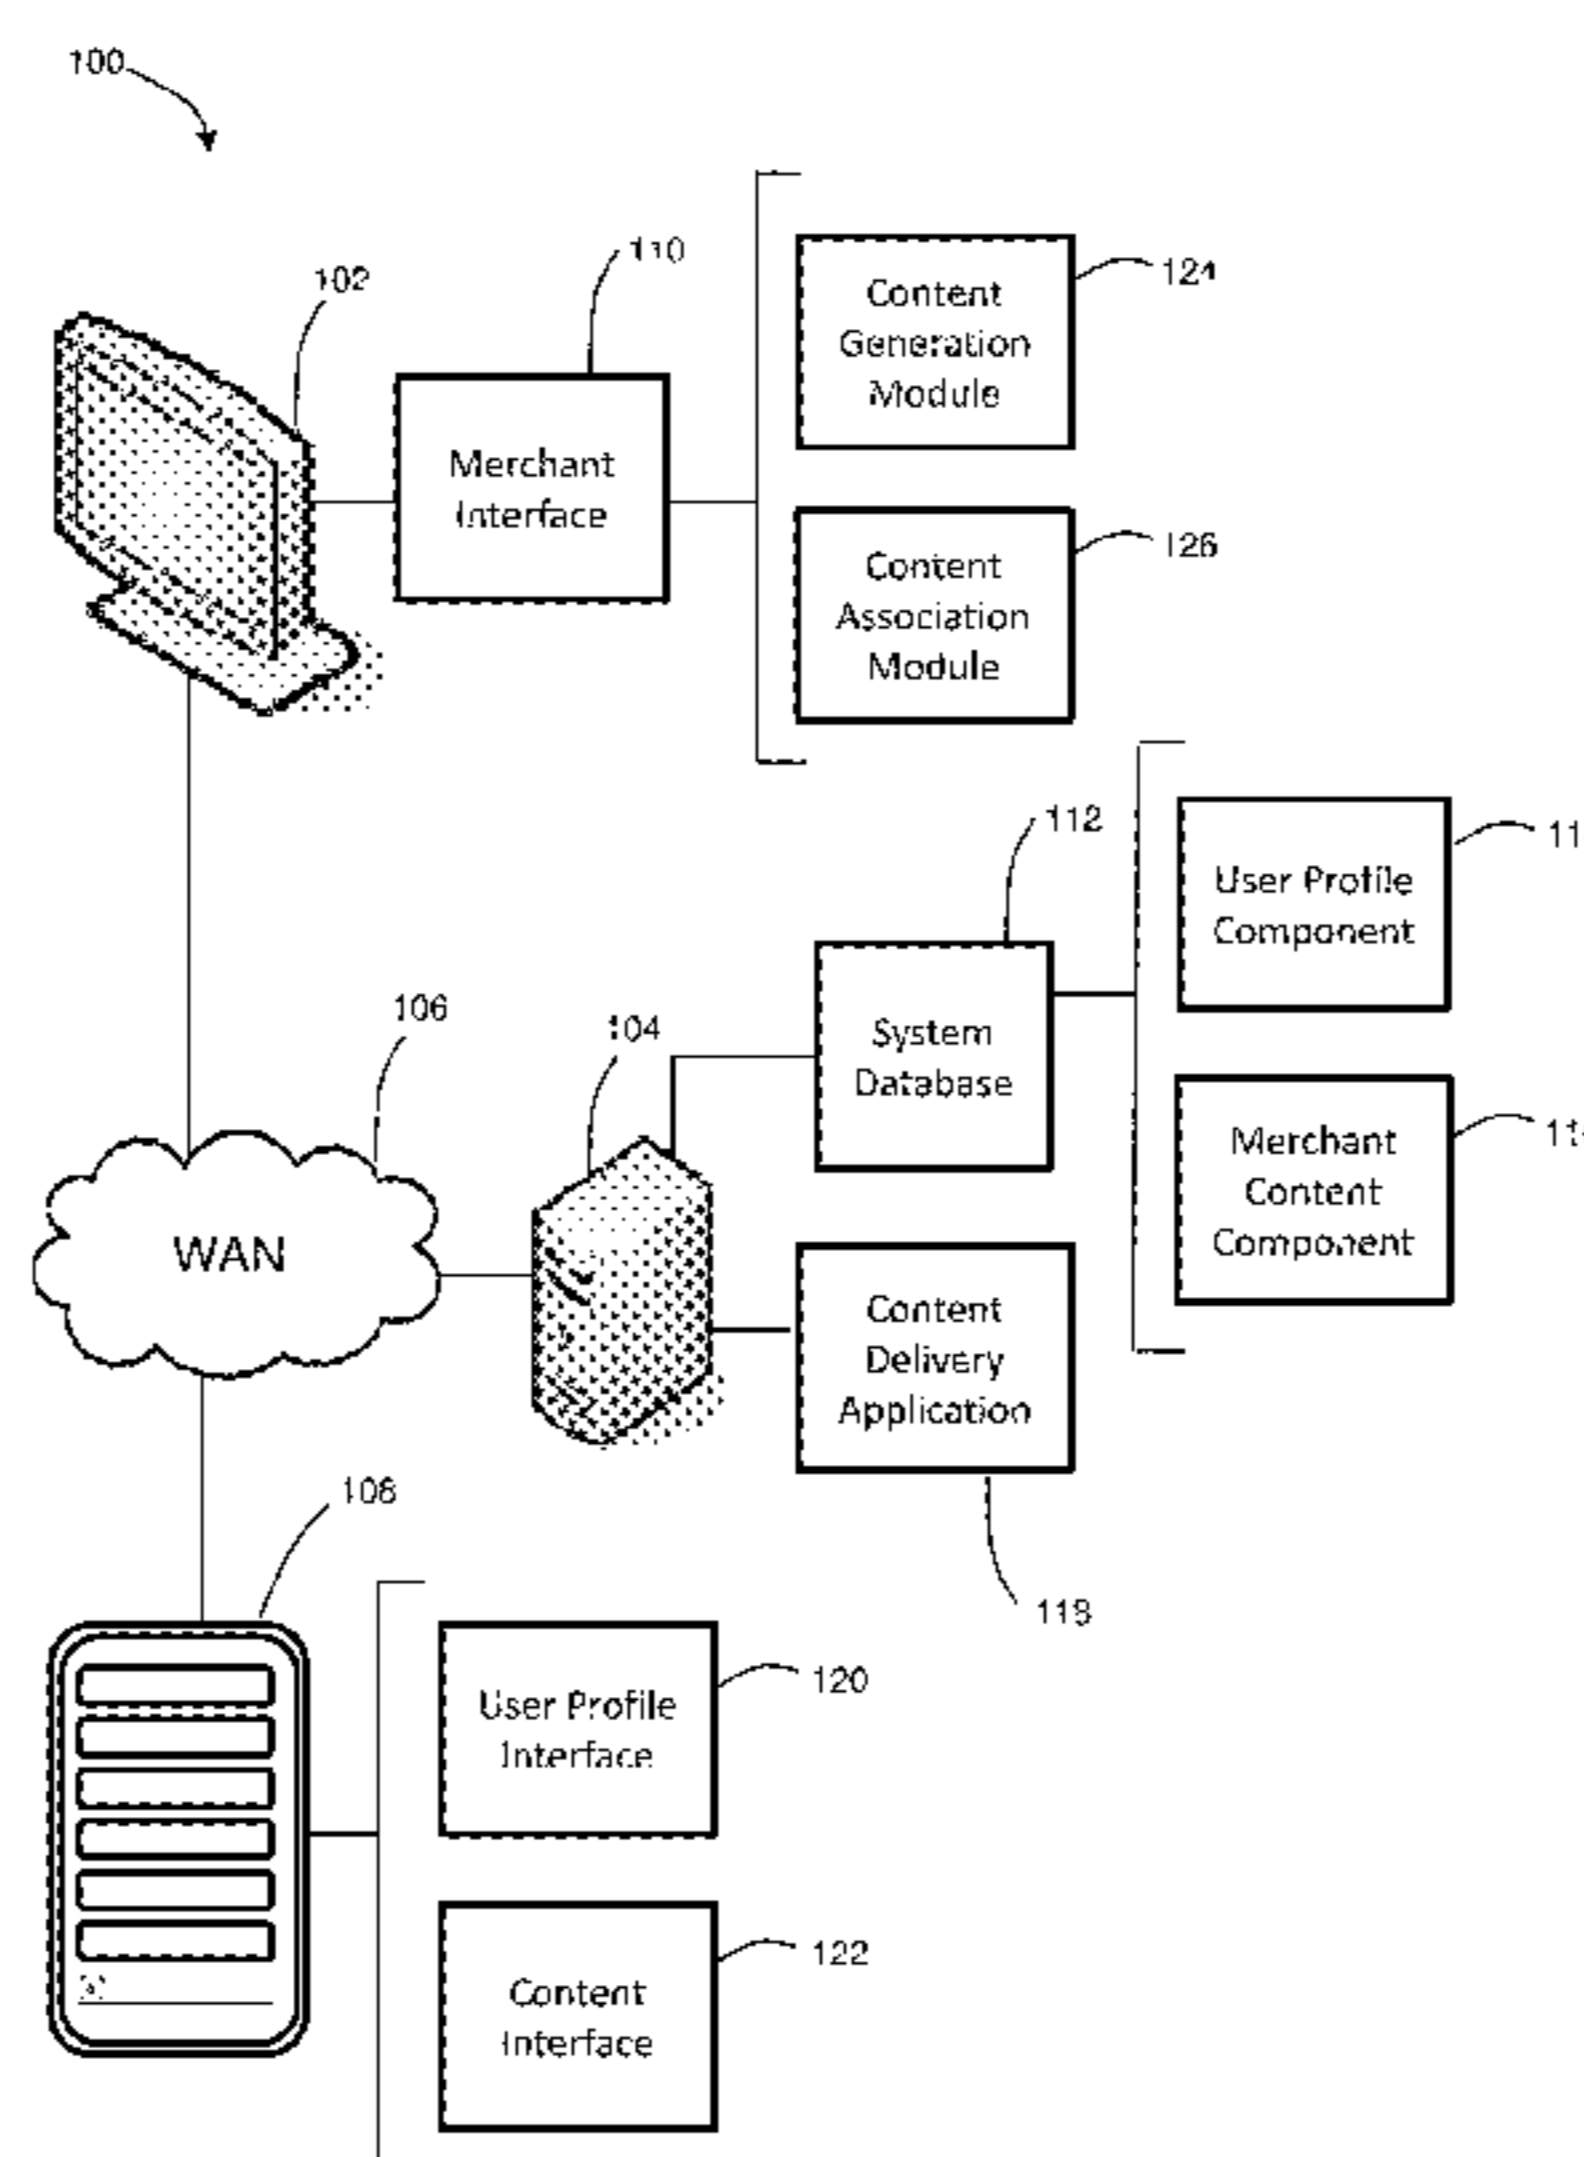 100
102
110
Merchant
Interface
124
Content
Generation
Module
126
Content
Association
Module
112
System
Database
User Profile
Component
Merchant
Content
Component
106
WAN
104
Content
Delivery
Application
118
108
120
User Profile
Interface
122
Content
Interface